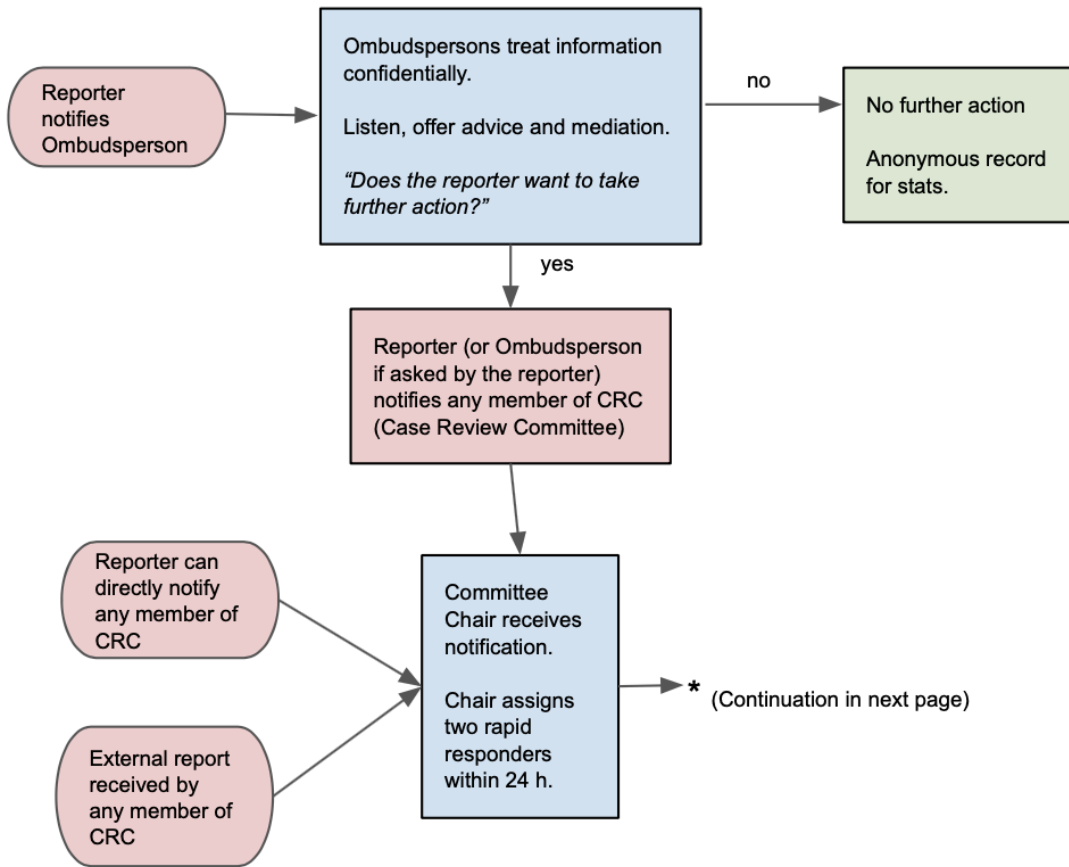 Reporter
notifies
Ombudsperson
Ombudspersons treat information
confidentially.
Listen, offer advice and mediation.
“Does the reporter want to take
further action?”
no
No further action
Anonymous record
for stats.
yes
Reporter (or Ombudsperson
if asked by the reporter)
notifies any member of CRC
(Case Review Committee)
Reporter can
directly notify
any member of
CRC
External report
received by
any member of
CRC
Committee
Chair receives
notification.
Chair assigns
two rapid
responders
within 24 h.
* (Continuation in next page)